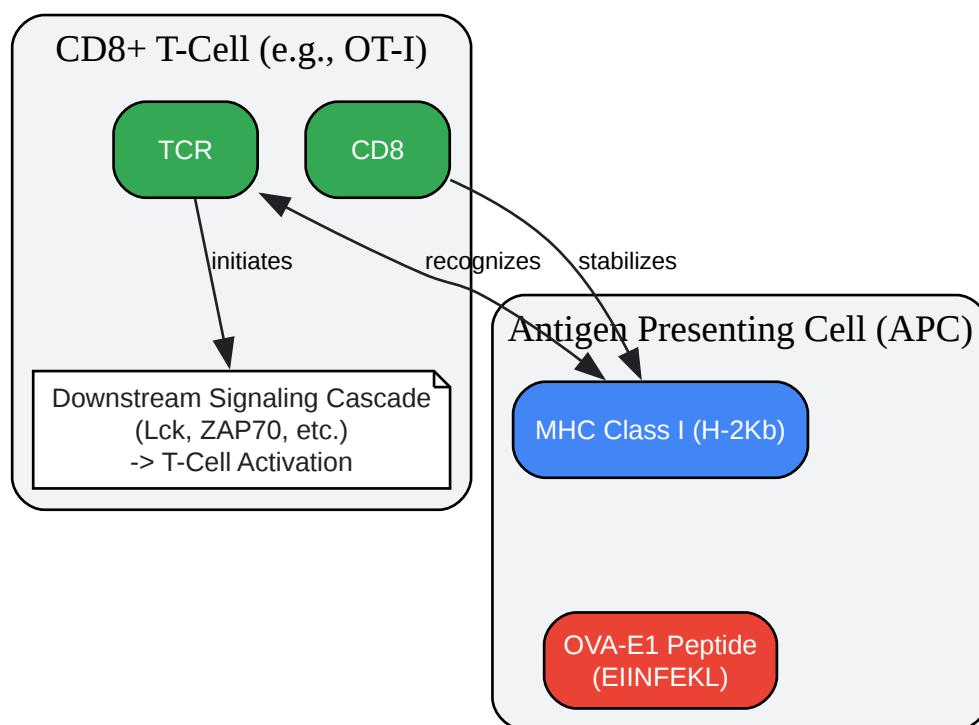 CD8+ T-Cell (e.g., OT-I)
TCR
CD8
initiates
recognizes
stabilizes
Antigen Presenting Cell (APC)
Downstream Signaling Cascade
(Lck, ZAP70, etc.)
-> T-Cell Activation
MHC Class I (H-2Kb)
OVA-E1 Peptide
(EIINFEKL)